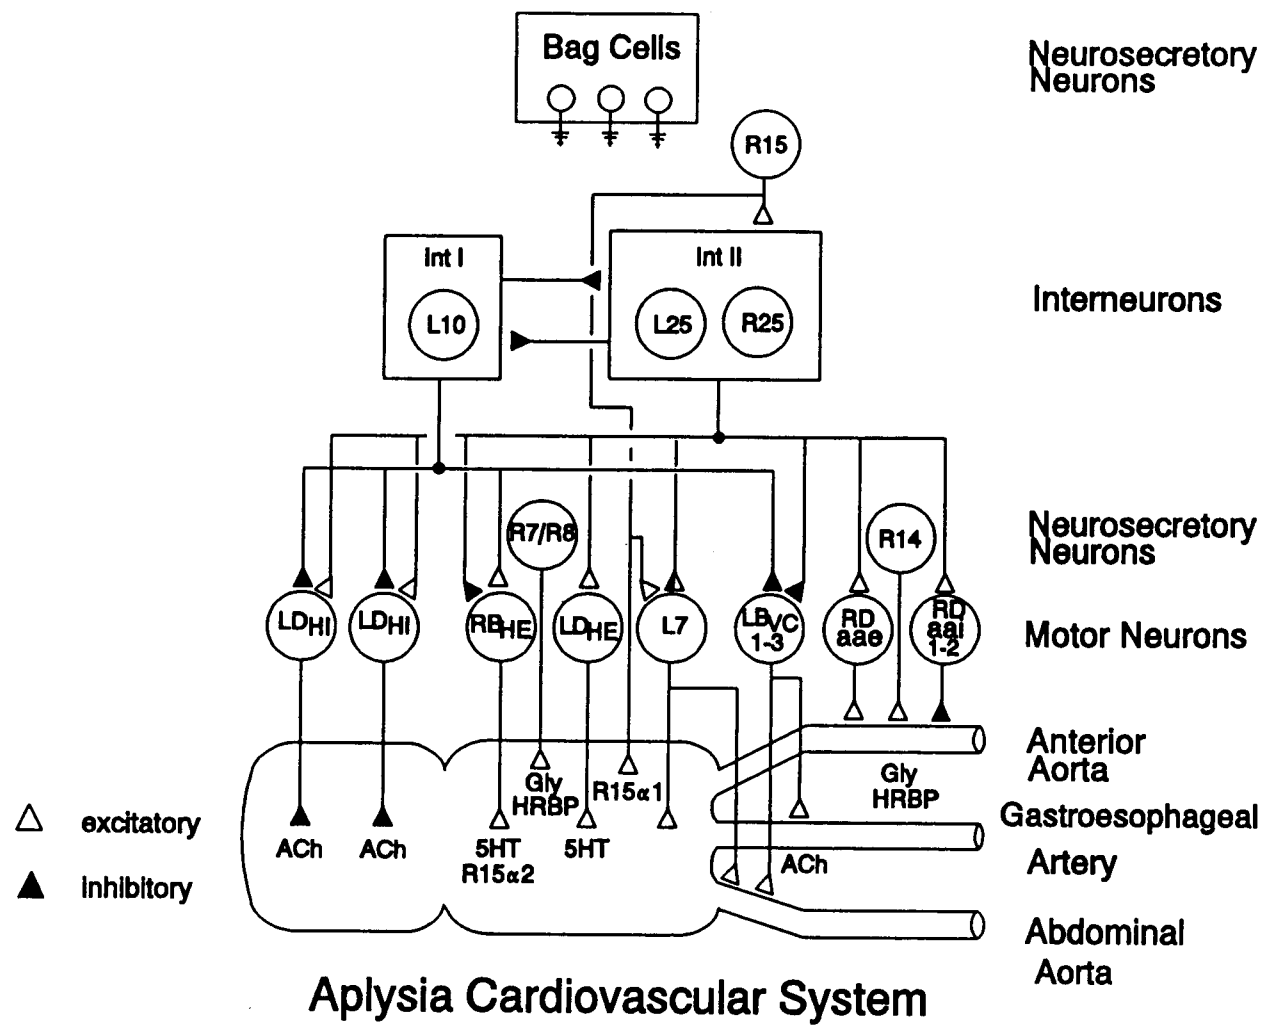 Bag Cells
Neurosecretory
Neurons
R15
Int I
Int II
L10
L25
R25
Interneurons
R7/R8
R14
Neurosecretory
Neurons
LDHI
LDHI
RBHE
LDHE
L7
LBVC
1-3
RD
aae
RD
aai
1-2
Motor Neurons
Anterior
Aorta
Gly
HRBP
R15α1
Gly
HRBP
Gastroesophageal
Artery
excitatory
inhibitory
ACh
ACh
5HT
R15α2
5HT
ACh
Abdominal
Aorta
Aplysia Cardiovascular System